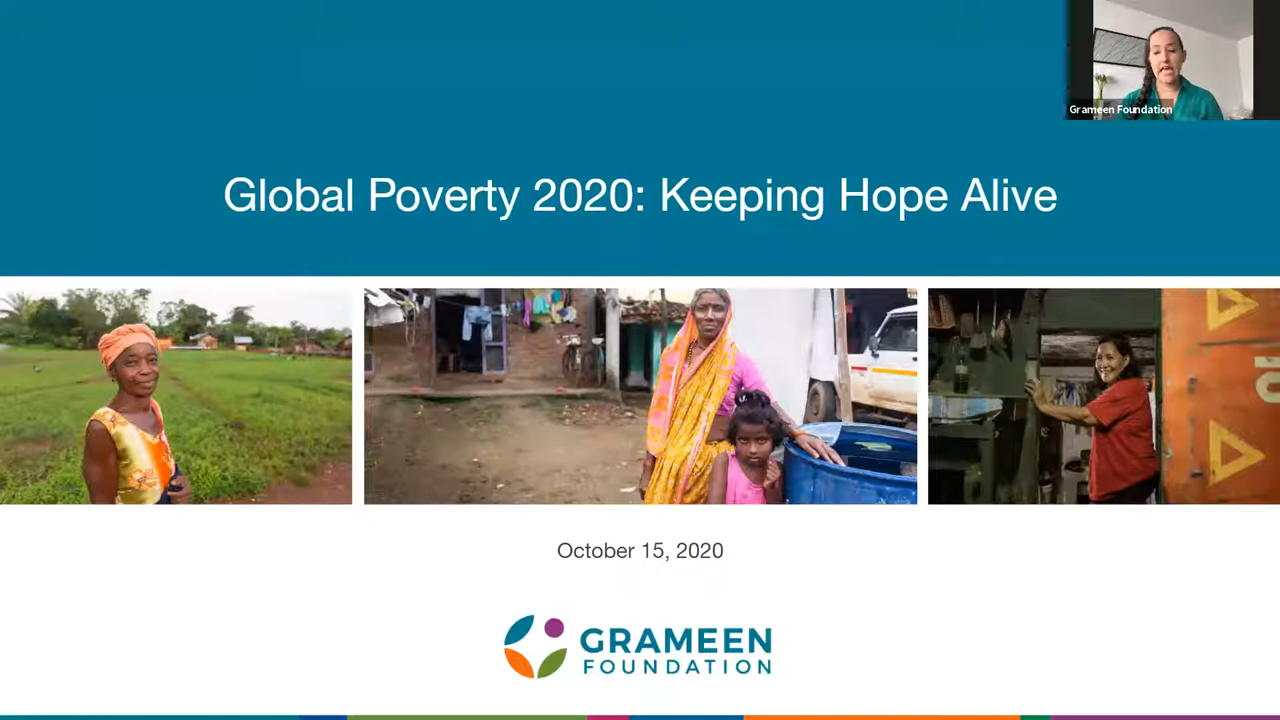 Grameen Foundation
Global Poverty 2020: Keeping Hope Alive
October 15, 2020
GRAMEEN
FOUNDATION